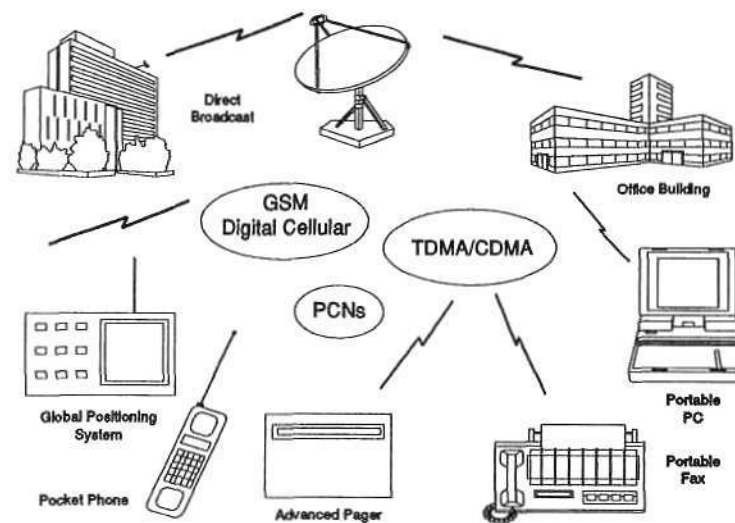 Direct
Broadcast
Office Building
GSM
Digital Cellular
TDMA/CDMA
PCNs
Global Positioning
System
Portable
PC
Pocket Phone
Advanced Pager
Portable
Fax